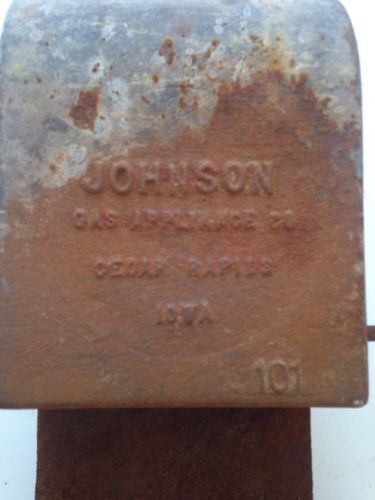 JOHNSON
GAS APPLIANCE CO
CEDAR RAPIDS
IOWA
101